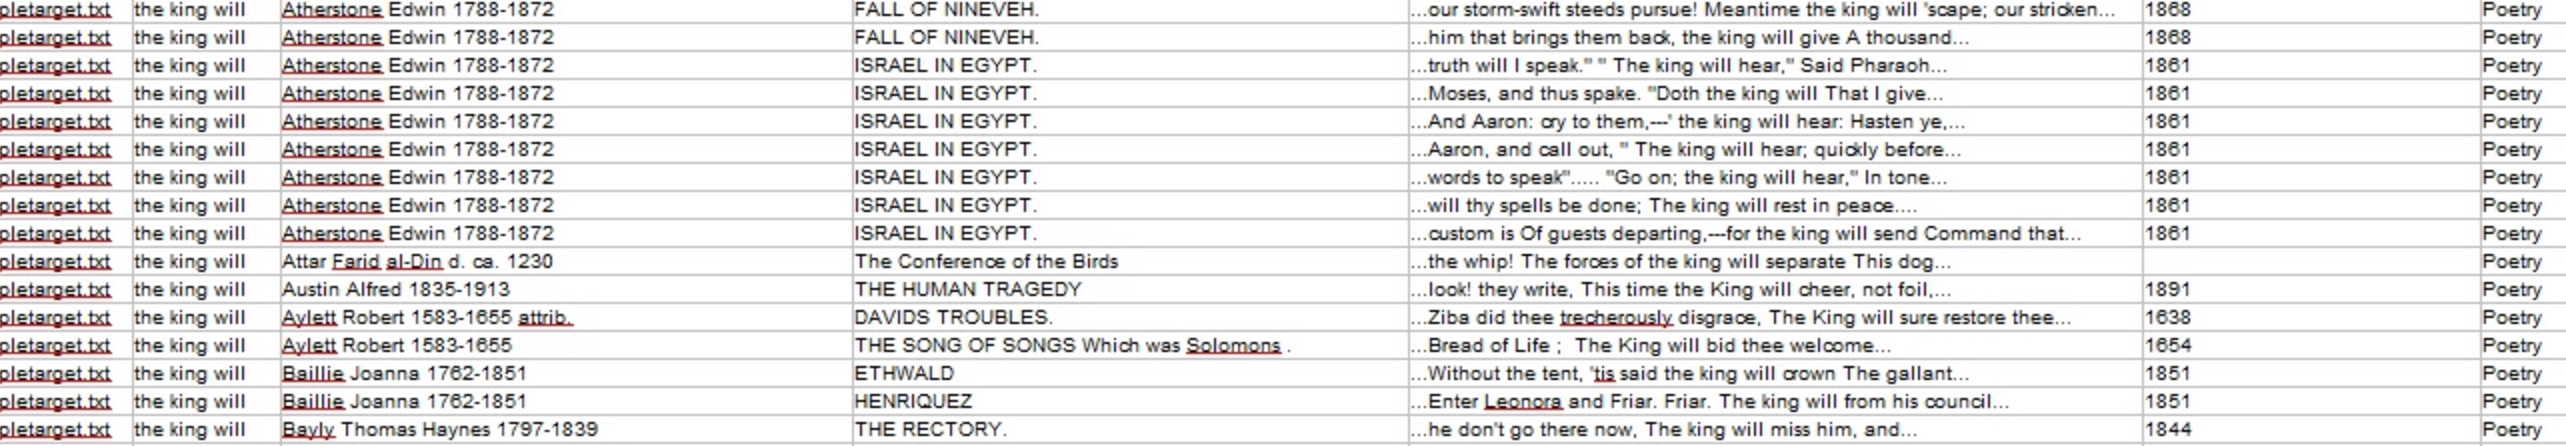 pletarget.txt the king will Atherstone Edwin 1788-1872 FALL OF NINEVEH. ...our storm-swift steeds pursue! Meantime the king will 'scape; our stricken... 1868 Poetry
pletarget.txt the king will Atherstone Edwin 1788-1872 FALL OF NINEVEH. ...him that brings them back, the king will give A thousand... 1868 Poetry
pletarget.txt the king will Atherstone Edwin 1788-1872 ISRAEL IN EGYPT. ...truth will I speak." " The king will hear," Said Pharaoh... 1861 Poetry
pletarget.txt the king will Atherstone Edwin 1788-1872 ISRAEL IN EGYPT. ...Moses, and thus spake. "Doth the king will That I give... 1861 Poetry
pletarget.txt the king will Atherstone Edwin 1788-1872 ISRAEL IN EGYPT. ...And Aaron: cry to them,---' the king will hear: Hasten ye,... 1861 Poetry
pletarget.txt the king will Atherstone Edwin 1788-1872 ISRAEL IN EGYPT. ...Aaron, and call out, " The king will hear; quickly before... 1861 Poetry
pletarget.txt the king will Atherstone Edwin 1788-1872 ISRAEL IN EGYPT. ...words to speak"..... "Go on; the king will hear," In tone... 1861 Poetry
pletarget.txt the king will Atherstone Edwin 1788-1872 ISRAEL IN EGYPT. ...will thy spells be done; The king will rest in peace.... 1861 Poetry
pletarget.txt the king will Atherstone Edwin 1788-1872 ISRAEL IN EGYPT. ...custom is Of guests departing,---for the king will send Command that... 1861 Poetry
pletarget.txt the king will Attar Farid al-Din d. ca. 1230 The Conference of the Birds ...the whip! The forces of the king will separate This dog... Poetry
pletarget.txt the king will Austin Alfred 1835-1913 THE HUMAN TRAGEDY ...look! they write, This time the King will cheer, not foil,... 1891 Poetry
pletarget.txt the king will Aylett Robert 1583-1655 attrib. DAVIDS TROUBLES. ...Ziba did thee trecherously disgrace, The King will sure restore thee... 1638 Poetry
pletarget.txt the king will Aylett Robert 1583-1655 THE SONG OF SONGS Which was Solomons . ...Bread of Life ; The King will bid thee welcome... 1654 Poetry
pletarget.txt the king will Baillie Joanna 1762-1851 ETHWALD ...Without the tent, 'tis said the king will crown The gallant... 1851 Poetry
pletarget.txt the king will Baillie Joanna 1762-1851 HENRIQUEZ ...Enter Leonora and Friar. Friar. The king will from his council... 1851 Poetry
pletarget.txt the king will Bayly Thomas Haynes 1797-1839 THE RECTORY. ...he don't go there now, The king will miss him, and... 1844 Poetry